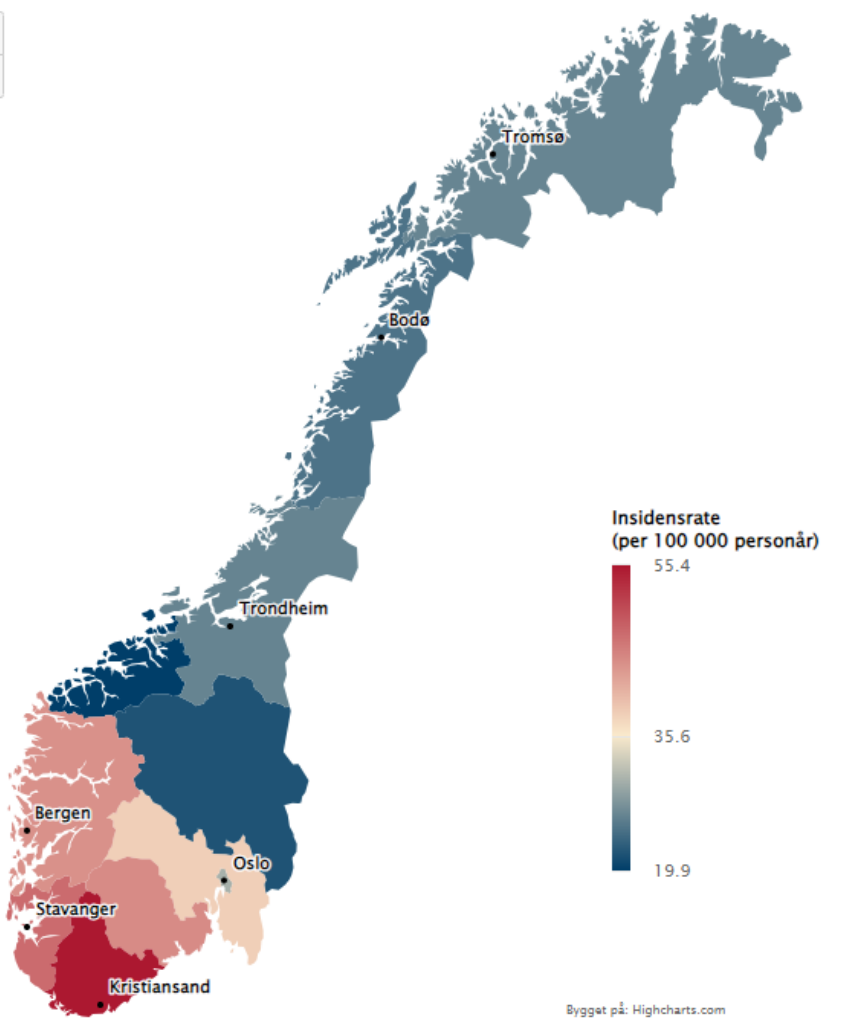 Tromsø
Bodø
Insidensrate
(per 100 000 personår)
55.4
Trondheim
35.6
Bergen
Oslo
19.9
Stavanger
Kristiansand
Bygget på: Highcharts.com